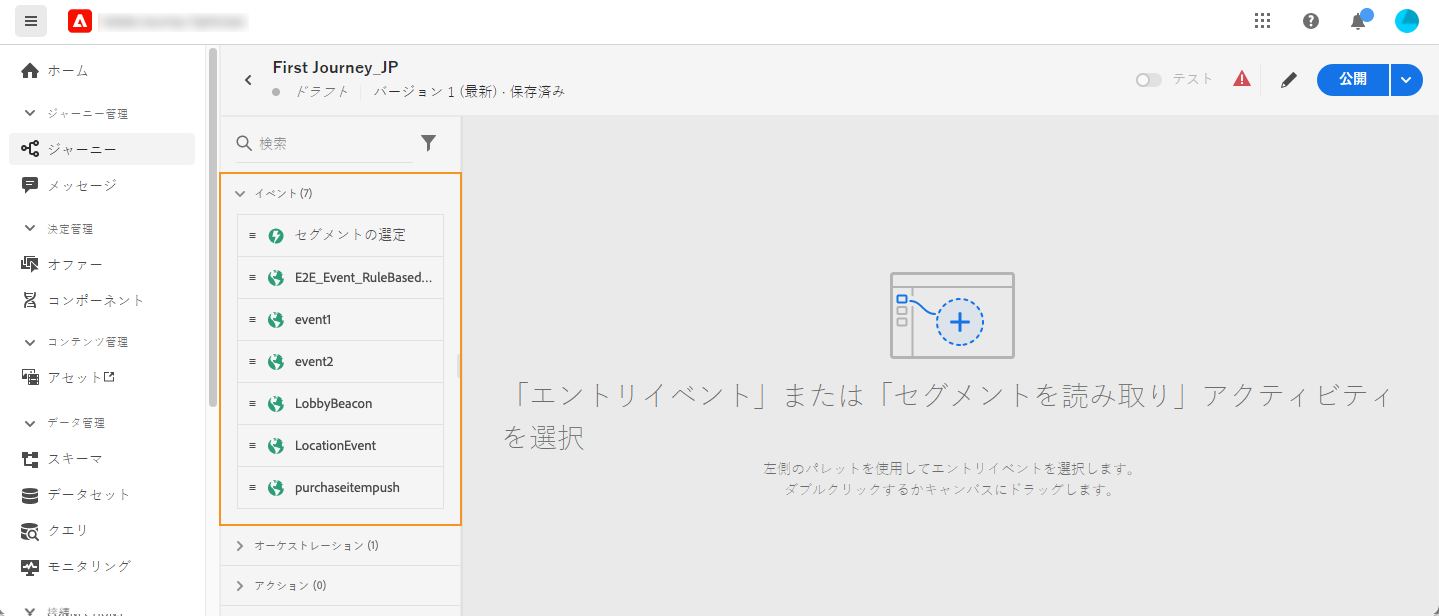 ホーム
ジャーニー管理
ジャーニー
メッセージ
決定管理
オファー
コンポーネント
コンテンツ管理
アセット
データ管理
スキーマ
データセット
クエリ
モニタリング
First Journey_JP
ドラフト
バージョン 1 (最新) · 保存済み
テスト
公開
検索
イベント (7)
セグメントの選定
E2E_Event_RuleBased...
event1
event2
LobbyBeacon
LocationEvent
purchaseitempush
オーケストレーション (1)
アクション (0)
「エントリイベント」または「セグメントを読み取り」アクティビティ
を選択
左側のパレットを使用してエントリイベントを選択します。
ダブルクリックするかキャンバスにドラッグします。